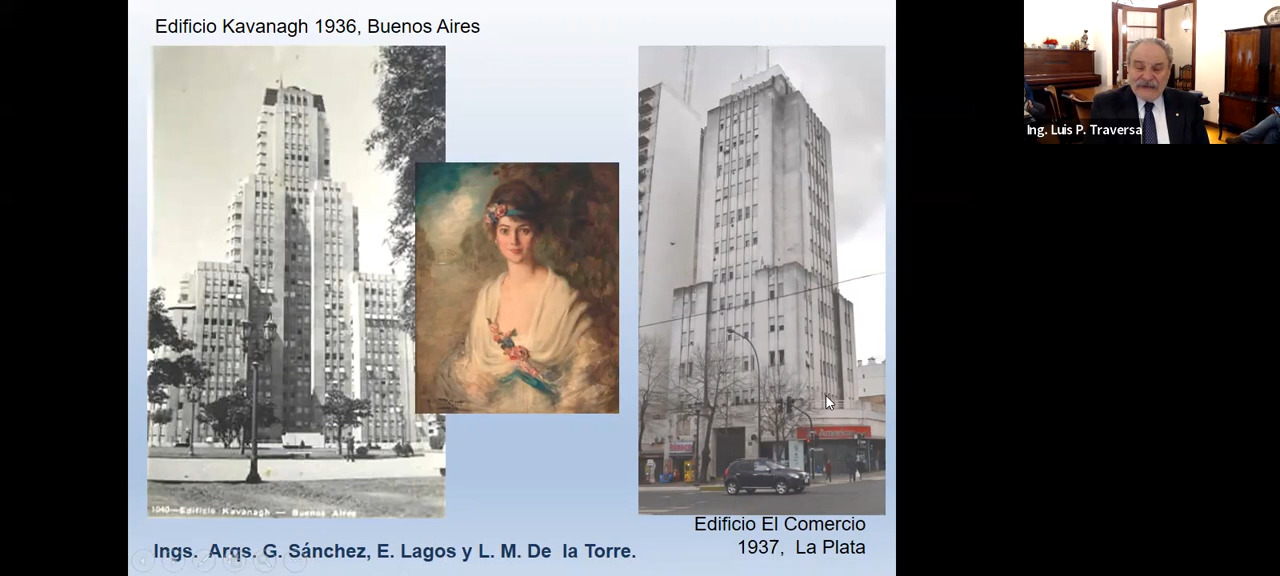 Edificio Kavanagh 1936, Buenos Aires
Ing. Luis P. Traversa
1040—Edificio Kavanagh — Buenos Aires
Edificio El Comercio
1937, La Plata
Ings. Arqs. G. Sánchez, E. Lagos y L. M. De la Torre.